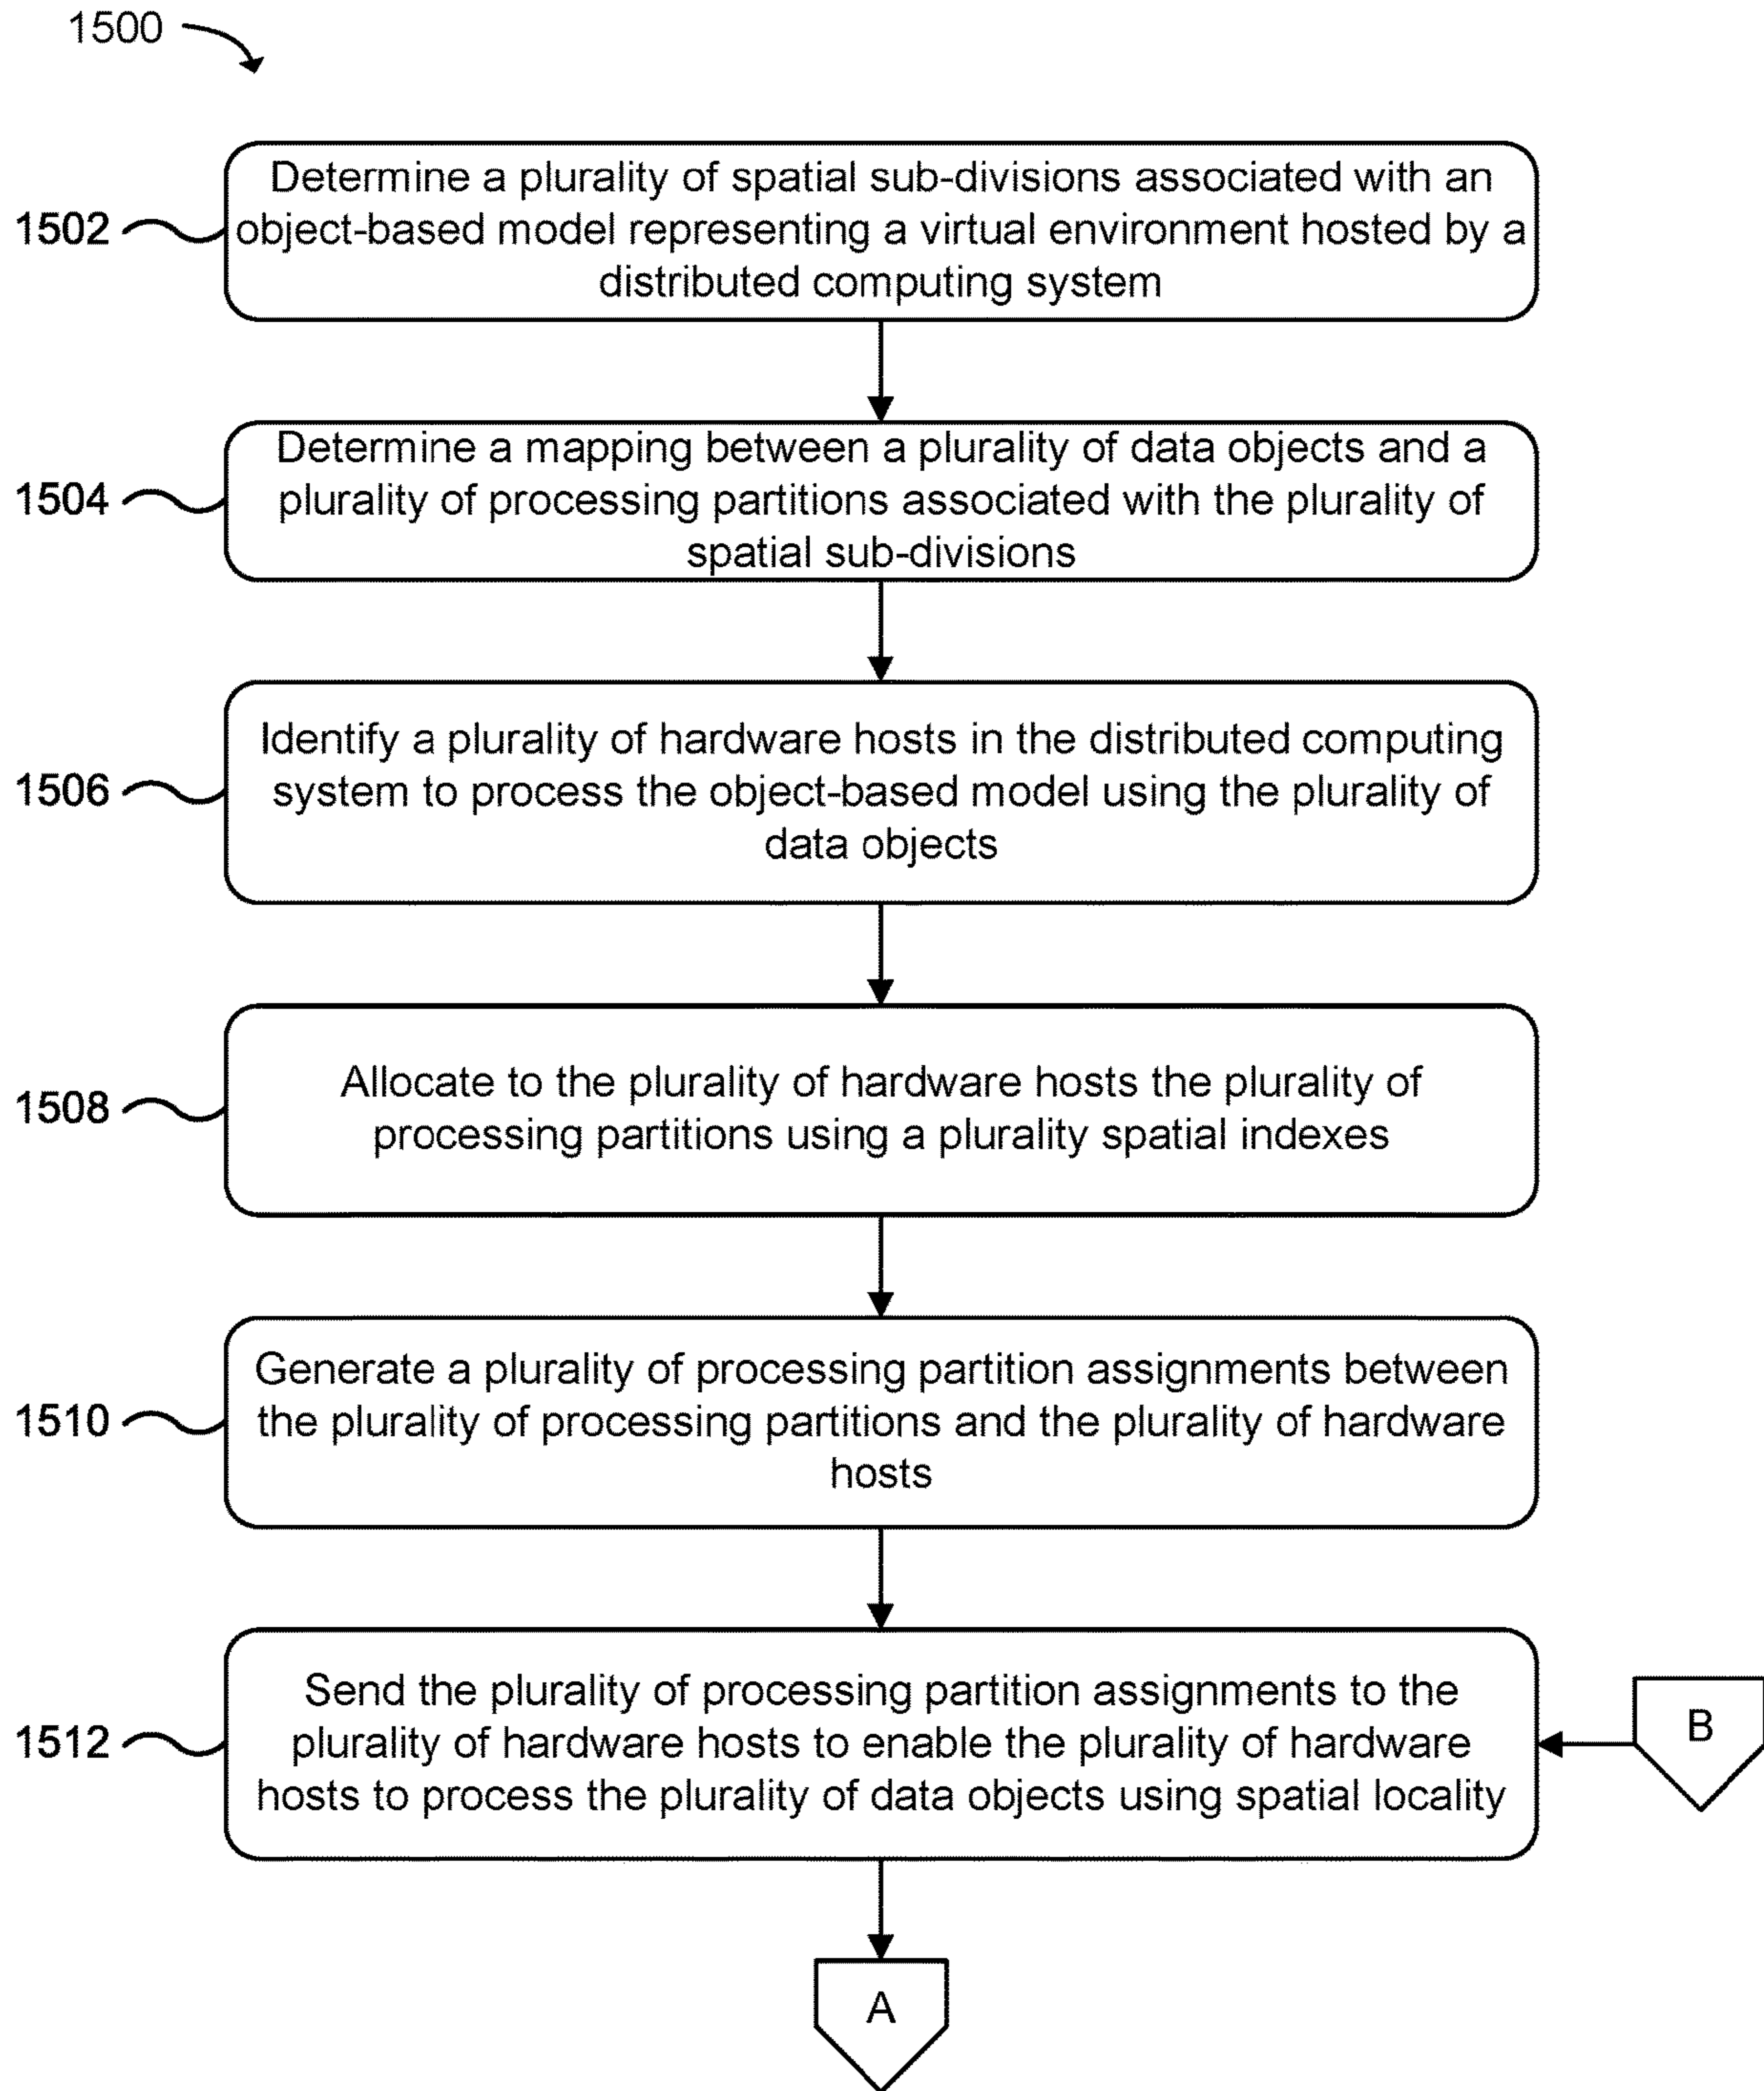 1500
Determine a plurality of spatial sub-divisions associated with an
1502
object-based model representing a virtual environment hosted by a
distributed computing system
Determine a mapping between a plurality of data objects and a
1504
plurality of processing partitions associated with the plurality of
spatial sub-divisions
Identify a plurality of hardware hosts in the distributed computing
1506
system to process the object-based model using the plurality of
data objects
Allocate to the plurality of hardware hosts the plurality of
1508
processing partitions using a plurality spatial indexes
Generate a plurality of processing partition assignments between
1510
the plurality of processing partitions and the plurality of hardware
hosts
Send the plurality of processing partition assignments to the
1512
plurality of hardware hosts to enable the plurality of hardware
hosts to process the plurality of data objects using spatial locality
B
A